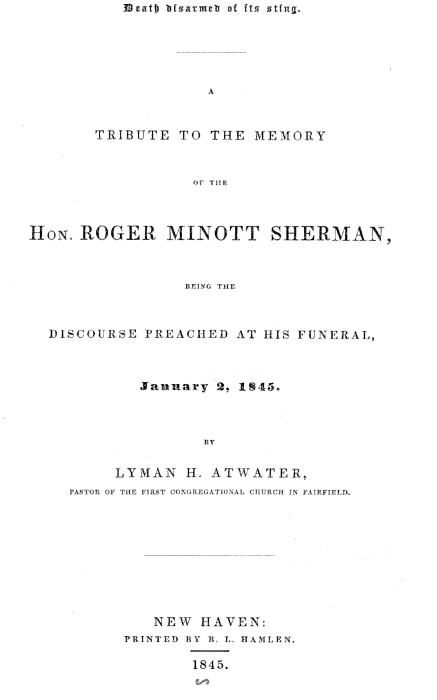 Death disarmed of its sting.
A
TRIBUTE TO THE MEMORY
OF THE
HON. ROGER MINOTT SHERMAN,
BEING THE
DISCOURSE PREACHED AT HIS FUNERAL,
January 2, 1845.
BY
LYMAN H. ATWATER,
PASTOR OF THE FIRST CONGREGATIONAL CHURCH IN FAIRFIELD.
NEW HAVEN:
PRINTED BY B. L. HAMLEN.
1845.